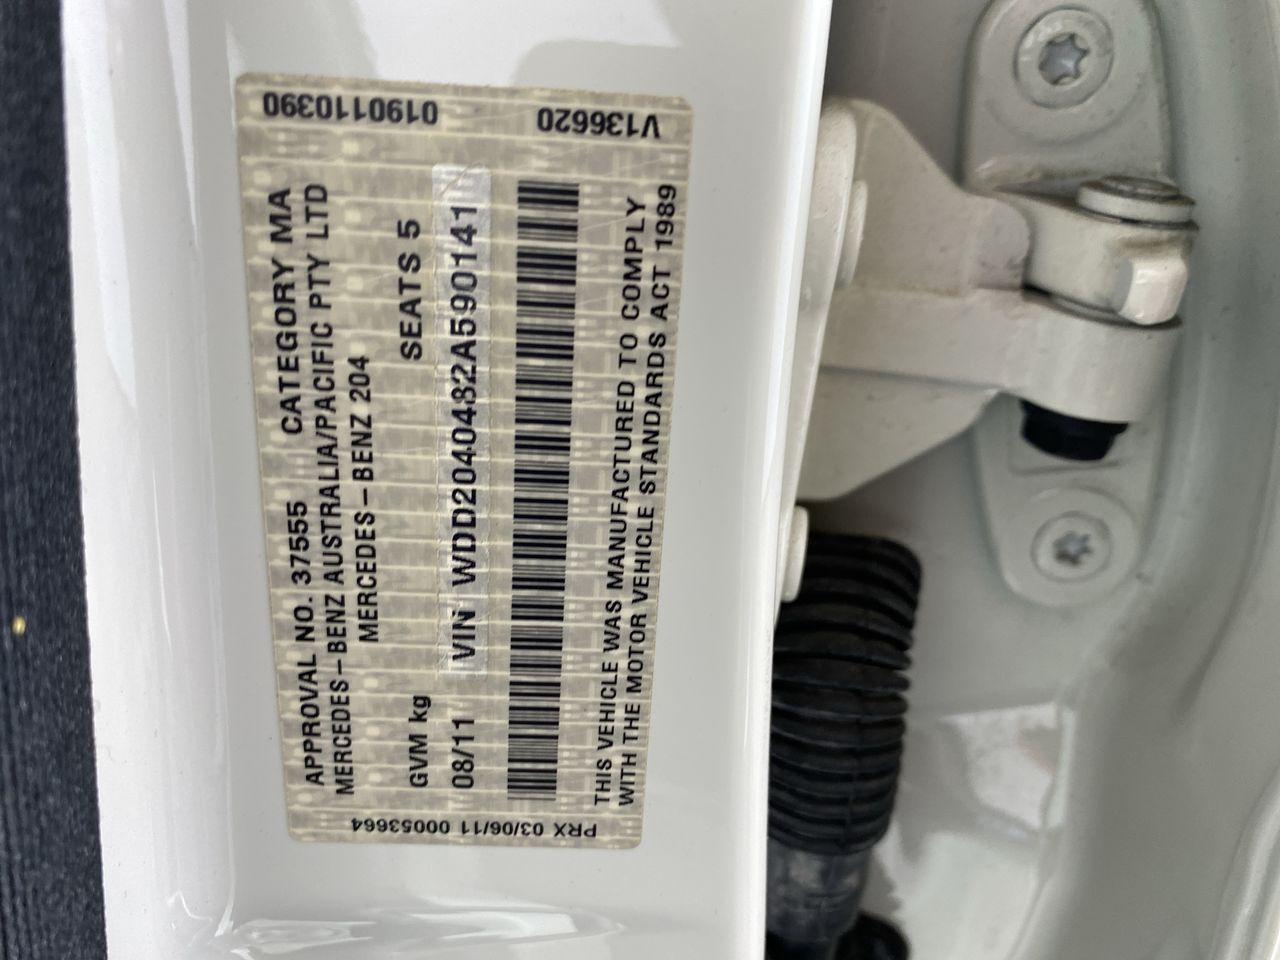 APPROVAL NO. 37555 CATEGORY MA
MERCEDES-BENZ AUSTRALIA/PACIFIC PTY LTD
MERCEDES-BENZ 204
GVM kg SEATS 5
08/11 VIN WDD2040482A590141
THIS VEHICLE WAS MANUFACTURED TO COMPLY
WITH THE MOTOR VEHICLE STANDARDS ACT 1989
PRX 03/06/11 00053664
0190110390
V136620